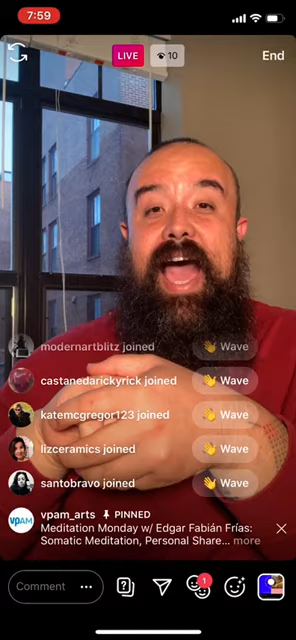 7:59
LIVE
10
End
modernartblitz joined
Wave
castanedarickyrick joined
Wave
katemcgregor123 joined
Wave
lizceramics joined
Wave
santobravo joined
Wave
VPAM
vpam_arts PINNED
Meditation Monday w/ Edgar Fabián Frías:
Somatic Meditation, Personal Share... more
Comment
1